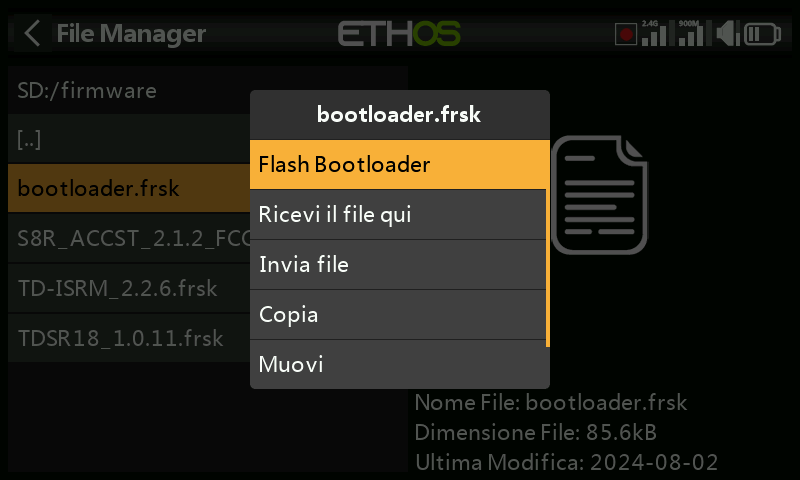 File Manager
ETHOS
2.4G
900M
SD:/firmware
[..]
bootloader.frsk
S8R_ACCST_2.1.2_FCC
TD-ISRM_2.2.6.frsk
TDSR18_1.0.11.frsk
bootloader.frsk
Flash Bootloader
Ricevi il file qui
Invia file
Copia
Muovi
Nome File: bootloader.frsk
Dimensione File: 85.6kB
Ultima Modifica: 2024-08-02